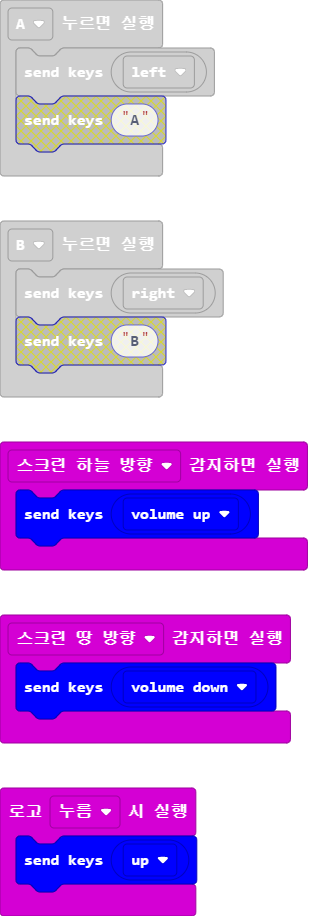 A 누르면 실행
send keys left
send keys "A"
B 누르면 실행
send keys right
send keys "B"
스크린 하늘 방향 감지하면 실행
send keys volume up
스크린 땅 방향 감지하면 실행
send keys volume down
로고 누름 시 실행
send keys up